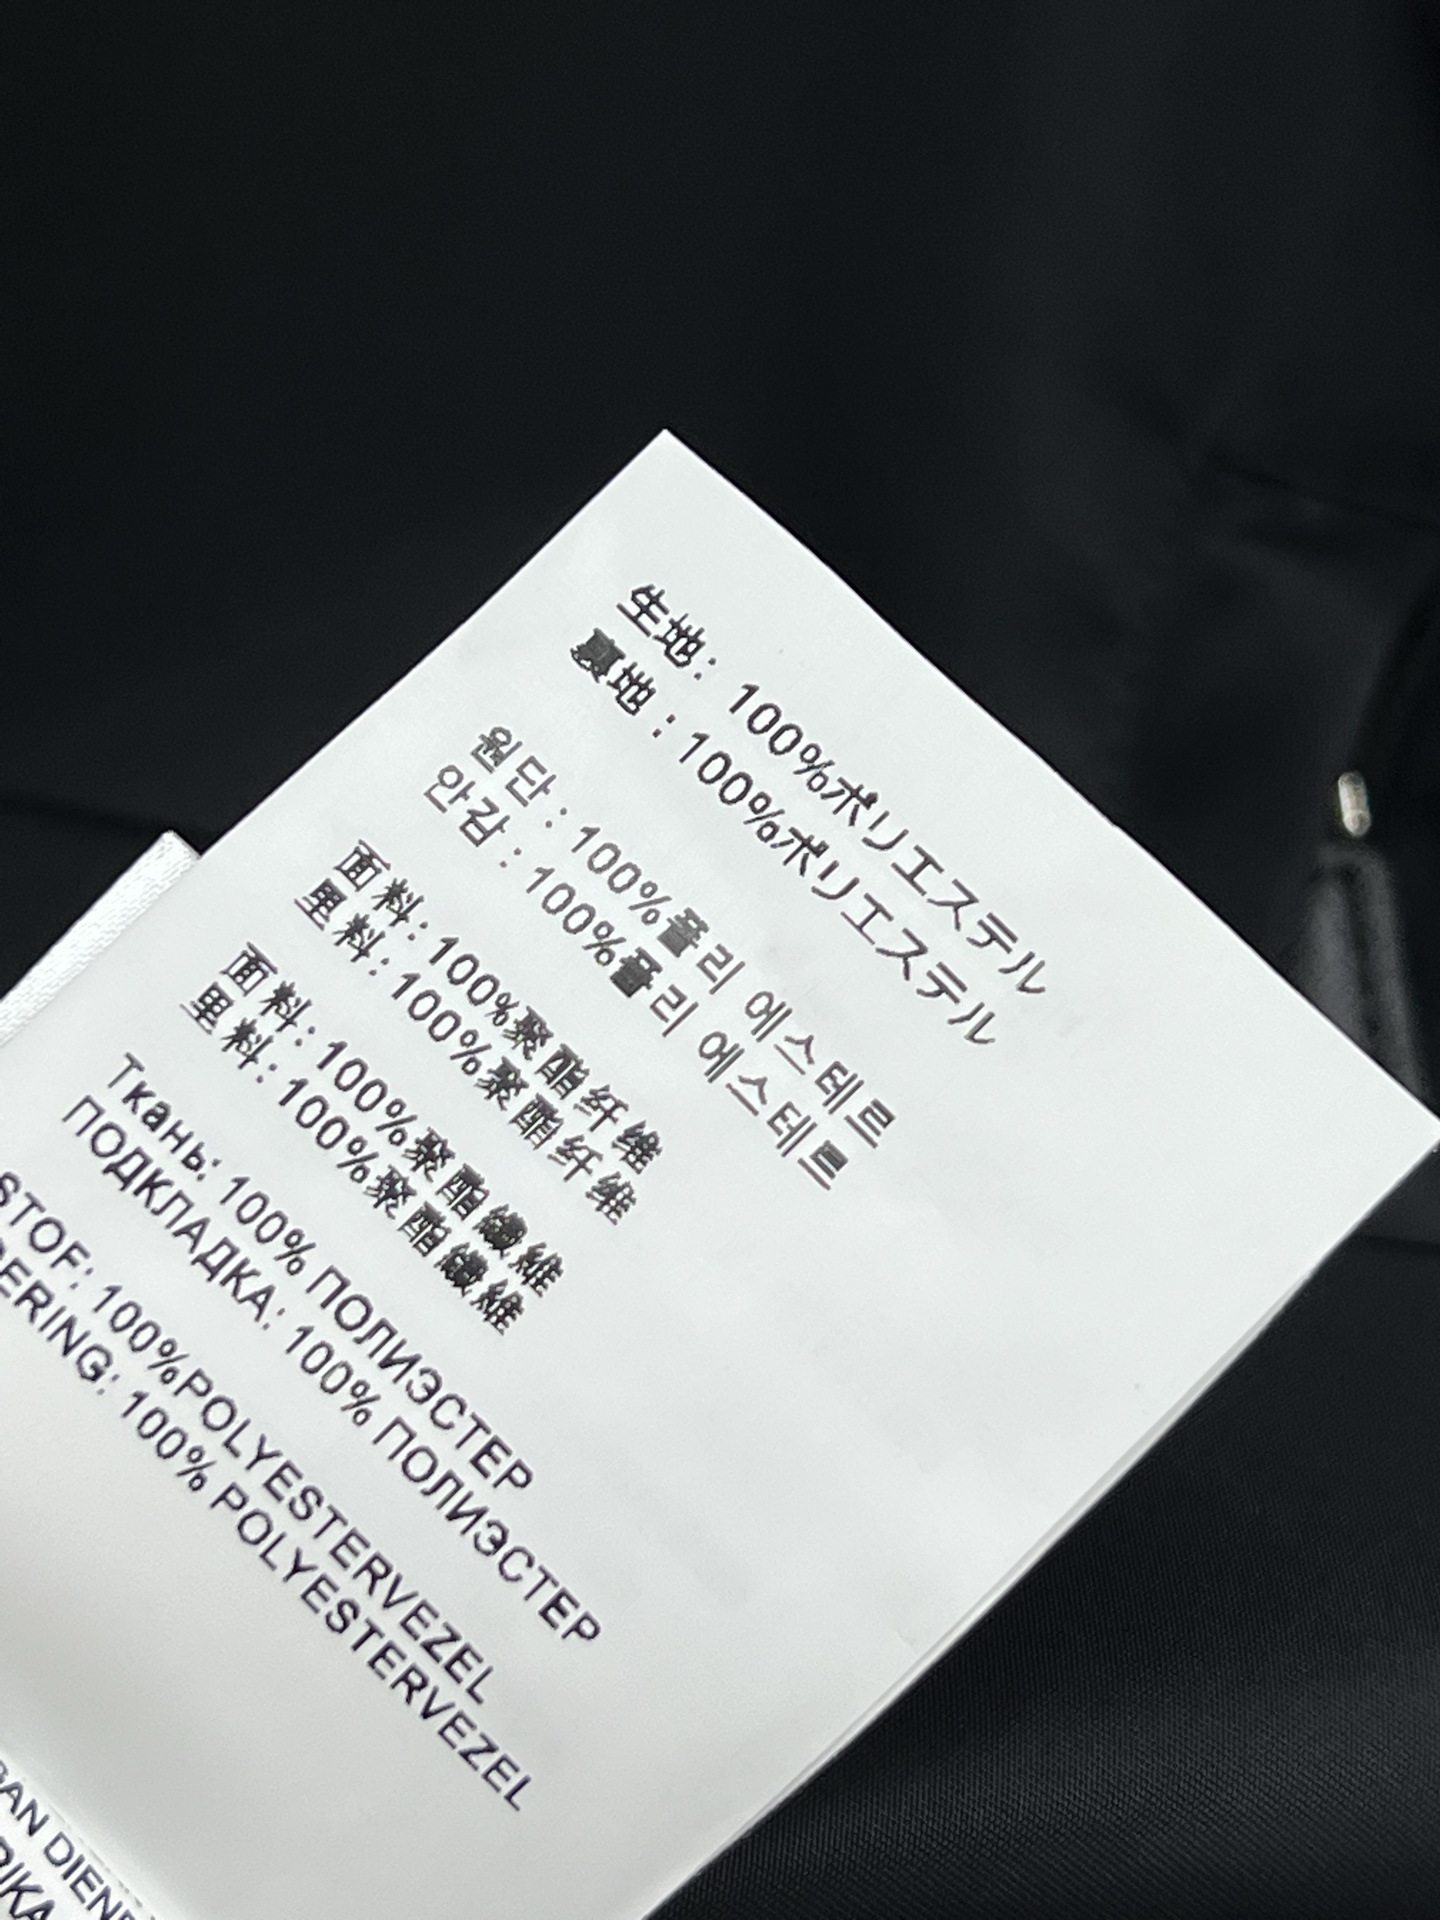 生地：100%ポリエステル
裏地：100%ポリエステル
원단：100%폴리 에스테르
안감：100%폴리 에스테르
面料：100%聚酯纤维
里料：100%聚酯纤维
面料：100%聚酯纖維
里料：100%聚酯纖維
Ткань: 100% ПОЛИЭСТЕР
ПОДКЛАДКА: 100% ПОЛИЭСТЕР
STOF: 100%POLYESTERVEZEL
DERING: 100% POLYESTERVEZEL